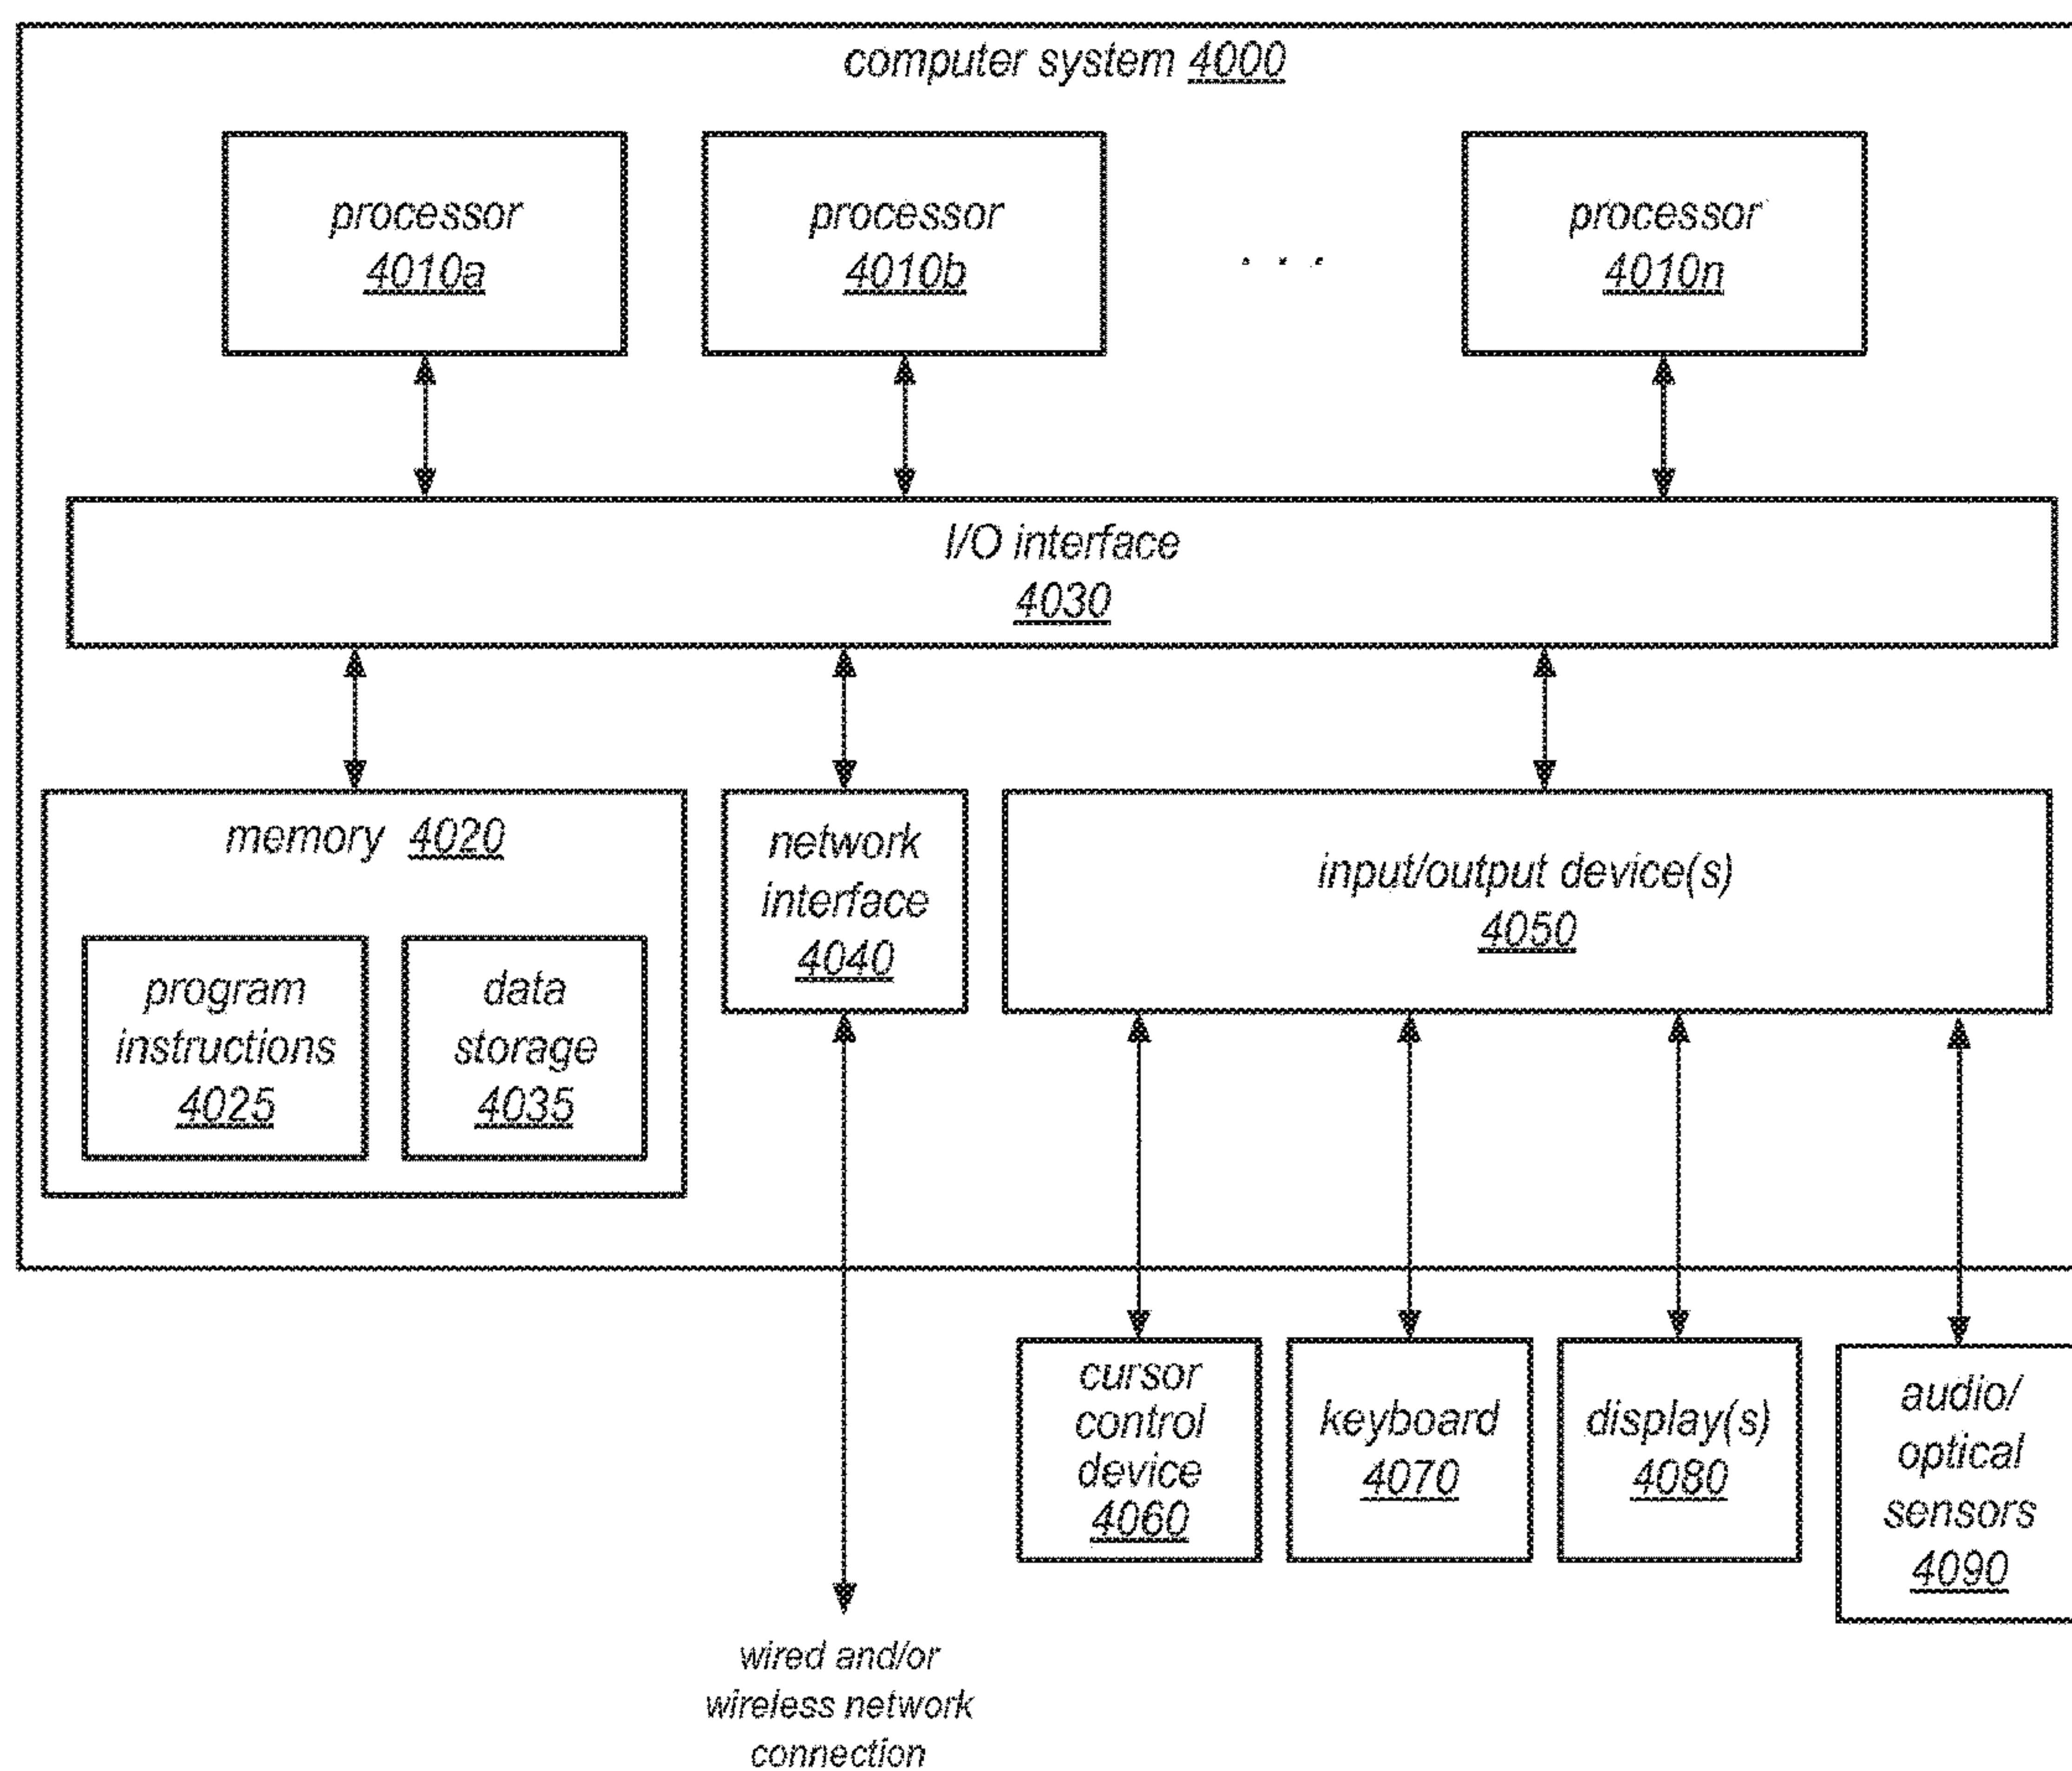 computer system 4000
processor
4010a
processor
4010b
. . .
processor
4010n
I/O interface
4030
memory 4020
program
instructions
4025
data
storage
4035
network
interface
4040
input/output device(s)
4050
cursor
control
device
4060
keyboard
4070
display(s)
4080
audio/
optical
sensors
4090
wired and/or
wireless network
connection